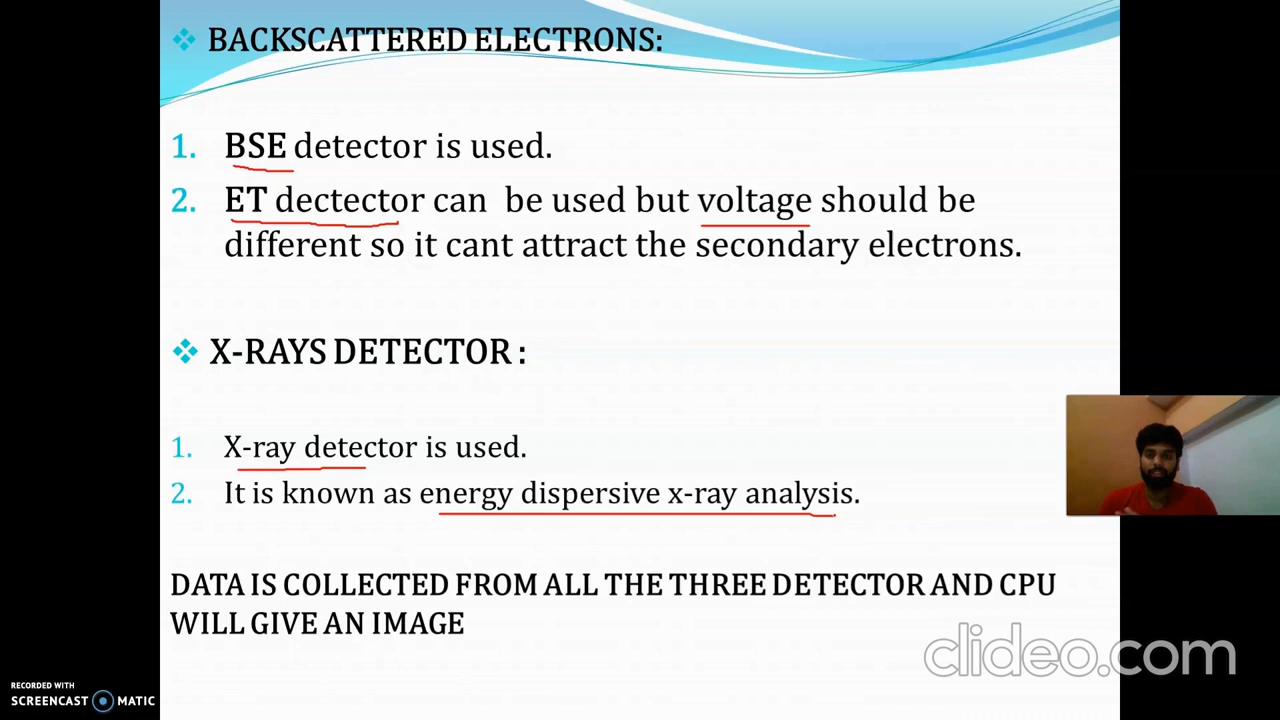 BACKSCATTERED ELECTRONS:
1. BSE detector is used.
2. ET dectector can be used but voltage should be
different so it cant attract the secondary electrons.
X-RAYS DETECTOR :
1. X-ray detector is used.
2. It is known as energy dispersive x-ray analysis.
DATA IS COLLECTED FROM ALL THE THREE DETECTOR AND CPU
WILL GIVE AN IMAGE
clideo.com
RECORDED WITH
SCREENCAST MATIC